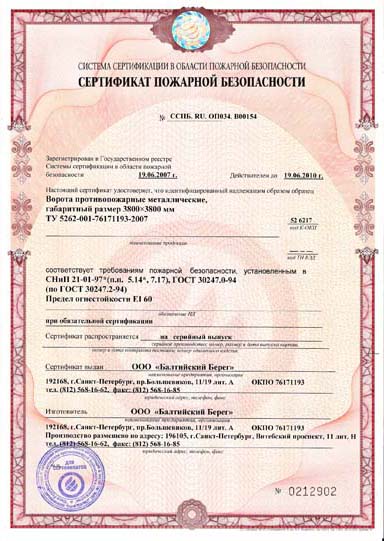 СИСТЕМА СЕРТИФИКАЦИИ В ОБЛАСТИ ПОЖАРНОЙ БЕЗОПАСНОСТИ
СЕРТИФИКАТ ПОЖАРНОЙ БЕЗОПАСНОСТИ
№ ССПБ. RU. ОП034. В00154
Зарегистрирован в Государственном реестре
Системы сертификации в области пожарной
безопасности 19.06.2007 г. Действителен до 19.06.2010 г.
Настоящий сертификат удостоверяет, что идентифицированный надлежащим образом образец
Ворота противопожарные металлические,
габаритный размер 3800×3800 мм
ТУ 5262-001-76171193-2007
52 6217
код К-ОКП
наименование продукции
код ТН ВЭД
соответствует требованиям пожарной безопасности, установленным в
СНиП 21-01-97*(п.п. 5.14*, 7.17), ГОСТ 30247.0-94
(по ГОСТ 30247.2-94)
Предел огнестойкости EI 60
обозначение НД
при обязательной сертификации
Сертификат распространяется на серийный выпуск
серийное производство, номер, размер и дата выпуска партии,
номер и дата контракта поставки, номер единичного изделия
Сертификат выдан ООО «Балтийский Берег»
наименование предприятия, организации
192168, г.Санкт-Петербург, пр.Большевиков, 11/19 лит. А ОКПО 76171193
тел. (812) 568-16-62, факс: (812) 568-16-85
юридический адрес, телефон, факс
Изготовитель ООО «Балтийский Берег»
наименование предприятия, организации
192168, г.Санкт-Петербург, пр.Большевиков, 11/19 лит. А ОКПО 76171193
Производство размещено по адресу: 196105, г.Санкт-Петербург, Витебский проспект, 11 лит. Н
тел. (812) 568-16-62, факс (812) 568-16-85
юридический адрес, телефон, факс
ДЛЯ
СЕРТИФИКАТОВ
№ 0212902